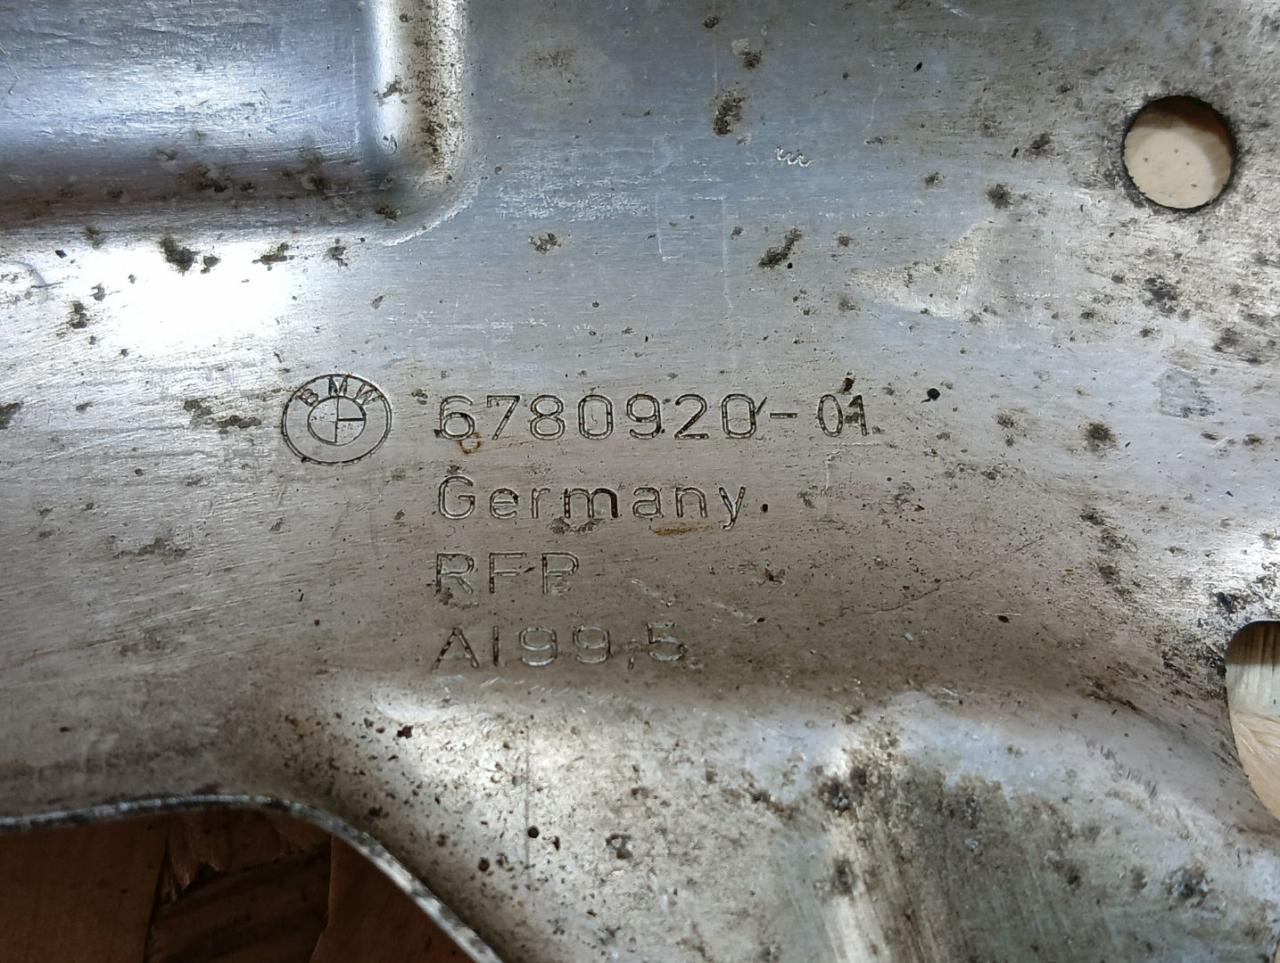 BMW 6780920-01
Germany
RFP
Al99,5